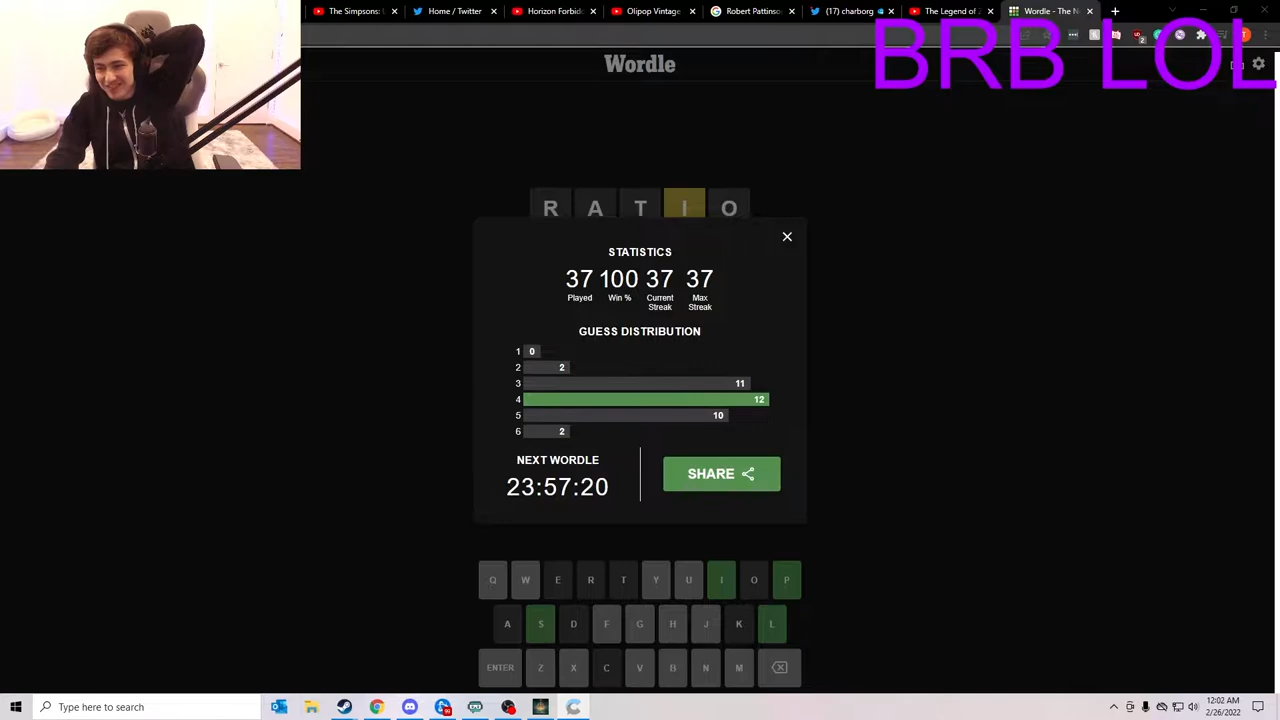 The Simpsons: V
Home / Twitter
Horizon Forbidd
Olipop Vintage
Robert Pattinso
(17) charborg
The Legend of Z
Wordle - The N
BRB LOL
Wordle
R A T I O
STATISTICS
37 100 37 37
Played Win % Current Streak Max Streak
GUESS DISTRIBUTION
1 0
2 2
3 11
4 12
5 10
6 2
NEXT WORDLE
23:57:20
SHARE
Q W E R T Y U I O P
A S D F G H J K L
ENTER Z X C V B N M
Type here to search
12:02 AM
2/26/2022